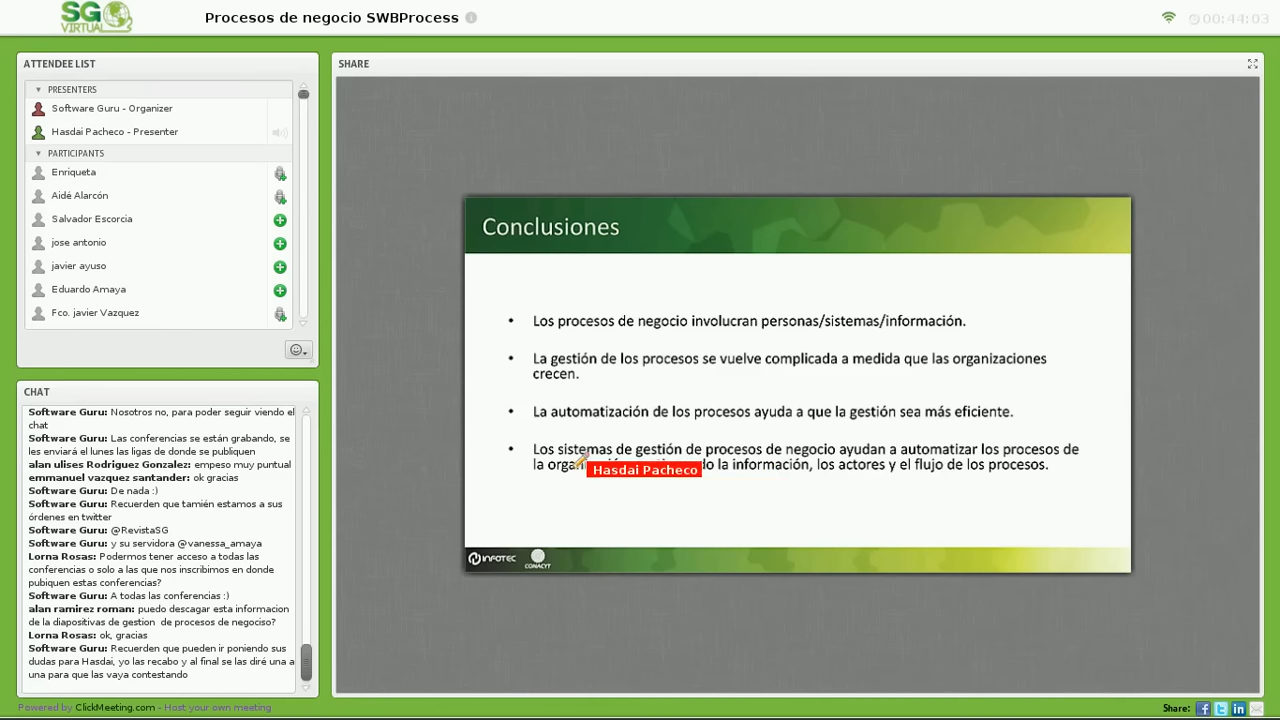 SG
VIRTUAL
Procesos de negocio SWBProcess
00:44:03
ATTENDEE LIST
PRESENTERS
Software Guru - Organizer
Hasdai Pacheco - Presenter
PARTICIPANTS
Enriqueta
Aidé Alarcón
Salvador Escorcia
jose antonio
javier ayuso
Eduardo Amaya
Fco. javier Vazquez
CHAT
Software Guru: Nosotros no, para poder seguir viendo el
chat
Software Guru: Las conferencias se están grabando, se
les enviará el lunes las ligas de donde se publiquen
alan ulises Rodriguez Gonzalez: empeso muy puntual
emmanuel vazquez santander: ok gracias
Software Guru: De nada :)
Software Guru: Recuerden que tamién estamos a sus
órdenes en twitter
Software Guru: @RevistaSG
Software Guru: y su servidora @vanessa_amaya
Lorna Rosas: Podermos tener acceso a todas las
conferencias o solo a las que nos inscribimos en donde
pubiquen estas conferencias?
Software Guru: A todas las conferencias :)
alan ramirez roman: puedo descagar esta informacion
de la diapositivas de gestion de procesos de negociso?
Lorna Rosas: ok, gracias
Software Guru: Recuerden que pueden ir poniendo sus
dudas para Hasdai, yo las recabo y al final se las diré una a
una para que las vaya contestando
SHARE
Conclusiones
• Los procesos de negocio involucran personas/sistemas/información.
• La gestión de los procesos se vuelve complicada a medida que las organizaciones
crecen.
• La automatización de los procesos ayuda a que la gestión sea más eficiente.
• Los sistemas de gestión de procesos de negocio ayudan a automatizar los procesos de
la la información, los actores y el flujo de los procesos.
Hasdai Pacheco
INFOTEC
CONACYT
Powered by ClickMeeting.com - Host your own meeting
Share: